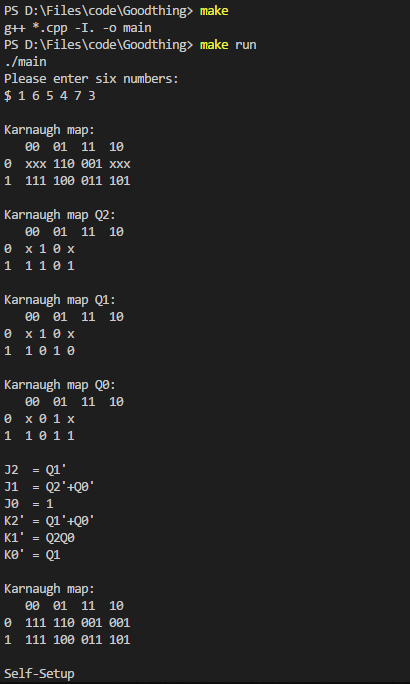 PS D:\Files\code\Goodthing> make
g++ *.cpp -I. -o main
PS D:\Files\code\Goodthing> make run
./main
Please enter six numbers:
$ 1 6 5 4 7 3

Karnaugh map:
   00  01  11  10
0  xxx 110 001 xxx
1  111 100 011 101

Karnaugh map Q2:
   00  01  11  10
0  x 1 0 x
1  1 1 0 1

Karnaugh map Q1:
   00  01  11  10
0  x 1 0 x
1  1 0 1 0

Karnaugh map Q0:
   00  01  11  10
0  x 0 1 x
1  1 0 1 1

J2  = Q1'
J1  = Q2'+Q0'
J0  = 1
K2' = Q1'+Q0'
K1' = Q2Q0
K0' = Q1

Karnaugh map:
   00  01  11  10
0  111 110 001 001
1  111 100 011 101

Self-Setup